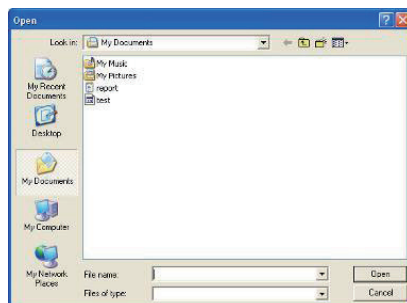 Open
Look in: My Documents
My Recent
Documents
Desktop
My Documents
My Computer
My Network
Places
My Music
My Pictures
report
test
File name:
Open
Files of type:
Cancel